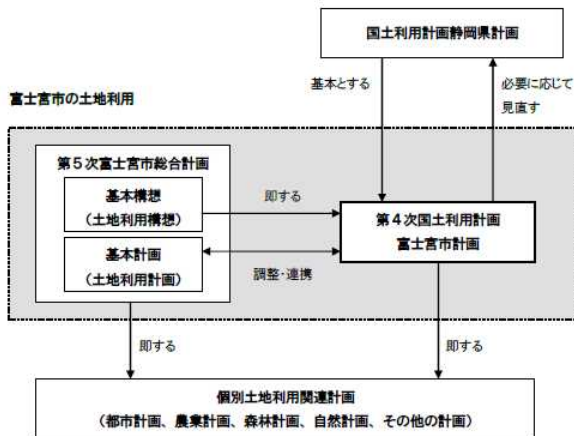 国土利用計画静岡県計画
基本とする
必要に応じて
見直す
富士宮市の土地利用
第5次富士宮市総合計画
基本構想
（土地利用構想）
即する
第4次国土利用計画
富士宮市計画
基本計画
（土地利用計画）
調整・連携
即する
即する
個別土地利用関連計画
（都市計画、農業計画、森林計画、自然計画、その他の計画）